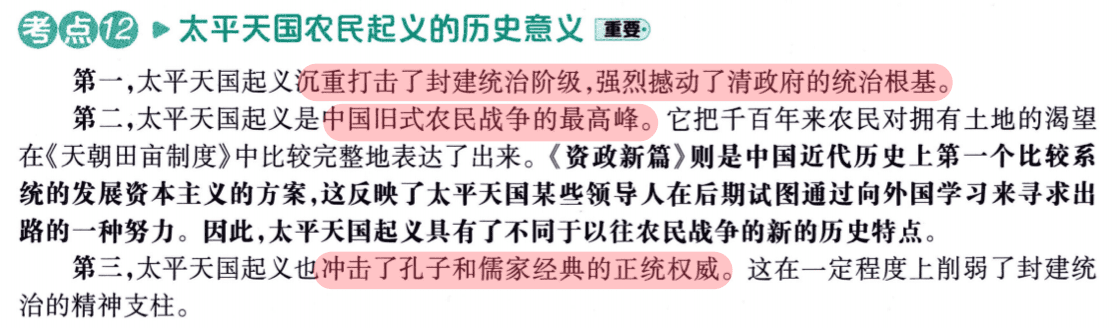 考点12 ▶ 太平天国农民起义的历史意义 重要
第一,太平天国起义沉重打击了封建统治阶级,强烈撼动了清政府的统治根基。
第二,太平天国起义是中国旧式农民战争的最高峰。它把千百年来农民对拥有土地的渴望
在《天朝田亩制度》中比较完整地表达了出来。《资政新篇》则是中国近代历史上第一个比较系
统的发展资本主义的方案,这反映了太平天国某些领导人在后期试图通过向外国学习来寻求出
路的一种努力。因此,太平天国起义具有了不同于以往农民战争的新的历史特点。
第三,太平天国起义也冲击了孔子和儒家经典的正统权威。这在一定程度上削弱了封建统
治的精神支柱。